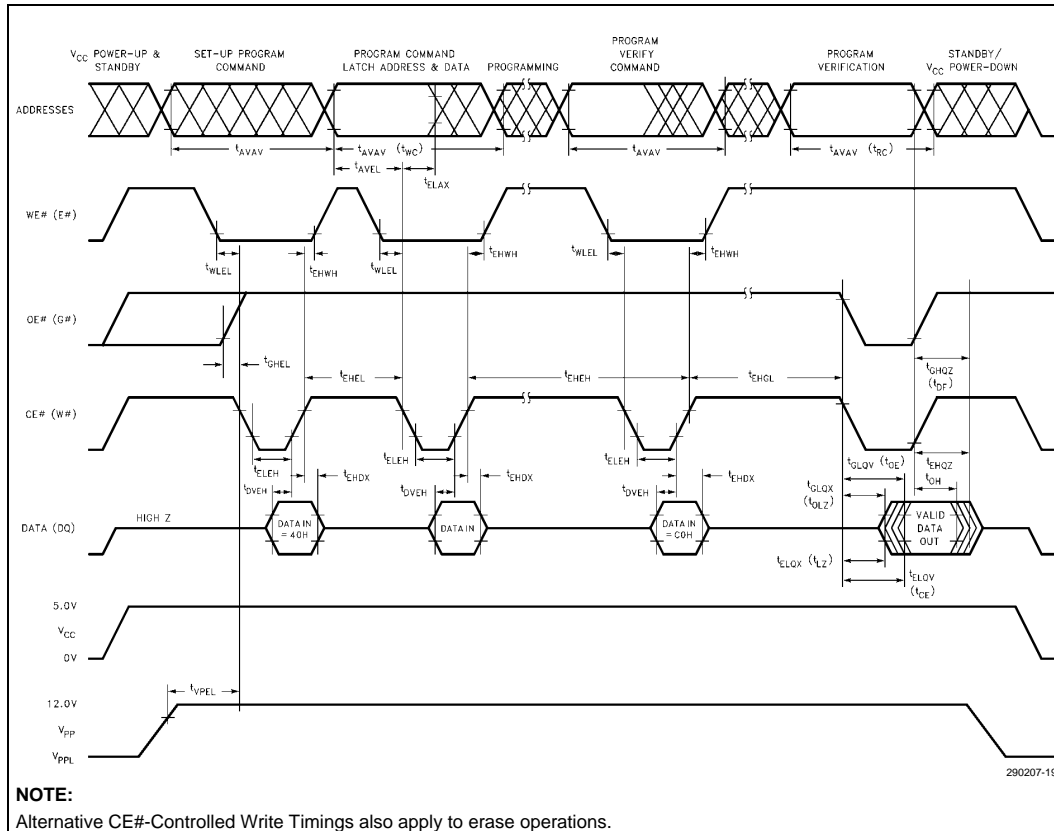 V_CC POWER-UP & STANDBY
SET-UP PROGRAM COMMAND
PROGRAM COMMAND LATCH ADDRESS & DATA
PROGRAMMING
PROGRAM VERIFY COMMAND
PROGRAM VERIFICATION
STANDBY/ V_CC POWER-DOWN
ADDRESSES
t_AVAV
t_AVAV (t_WC)
t_AVAV
t_AVAV (t_RC)
t_AVEL
t_ELAX
WE# (E#)
t_WLEL
t_EHWH
t_WLEL
t_EHWH
t_WLEL
t_EHWH
OE# (G#)
t_GHEL
t_EHEL
t_EHEH
t_EHGL
t_GHQZ (t_DF)
CE# (W#)
t_ELEH
t_EHDX
t_ELEH
t_EHDX
t_ELEH
t_EHDX
t_GLQV (t_OE)
t_EHQZ
t_OH
t_DVEH
t_DVEH
t_DVEH
t_GLQX (t_OLZ)
DATA (DQ)
HIGH Z
DATA IN = 40H
DATA IN
DATA IN = C0H
VALID DATA OUT
t_ELQX (t_LZ)
t_ELQV (t_CE)
5.0V
V_CC
0V
t_VPEL
12.0V
V_PP
V_PPL
290207-19
NOTE:
Alternative CE#-Controlled Write Timings also apply to erase operations.